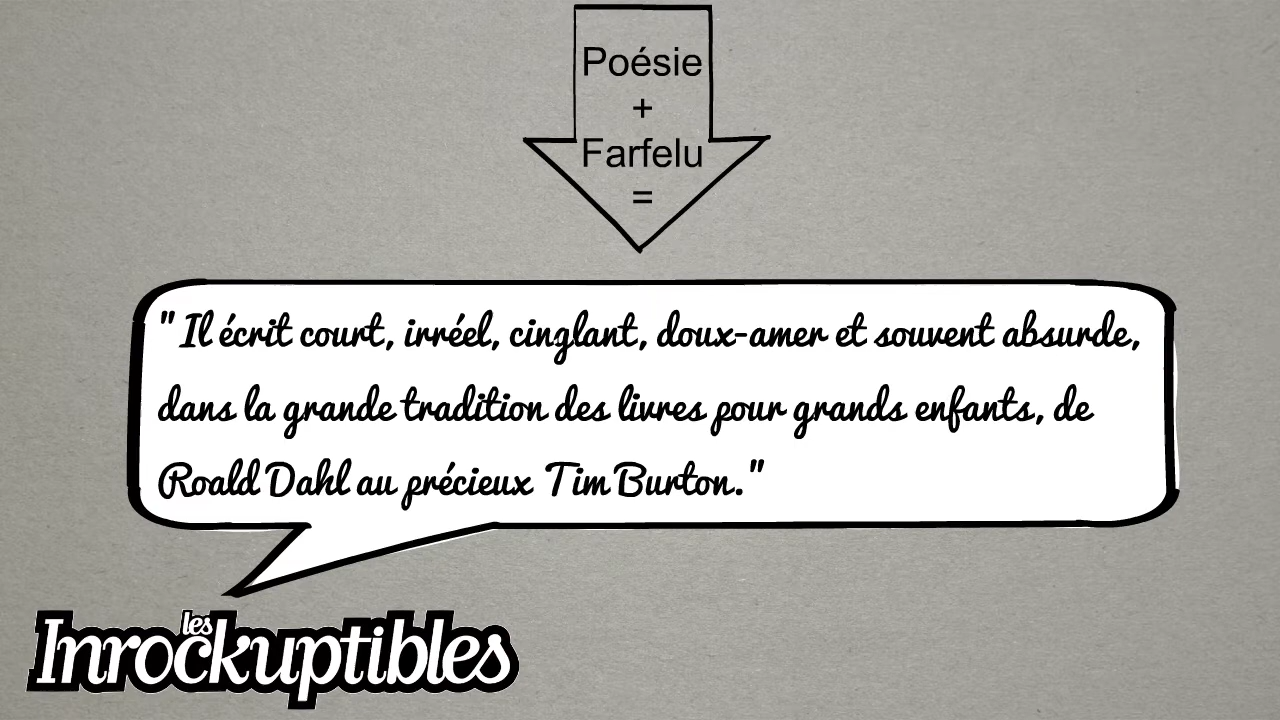 Poésie
+
Farfelu
=
" Il écrit court, irréel, cinglant, doux-amer et souvent absurde,
dans la grande tradition des livres pour grands enfants, de
Roald Dahl au précieux Tim Burton."
les
Inrockuptibles